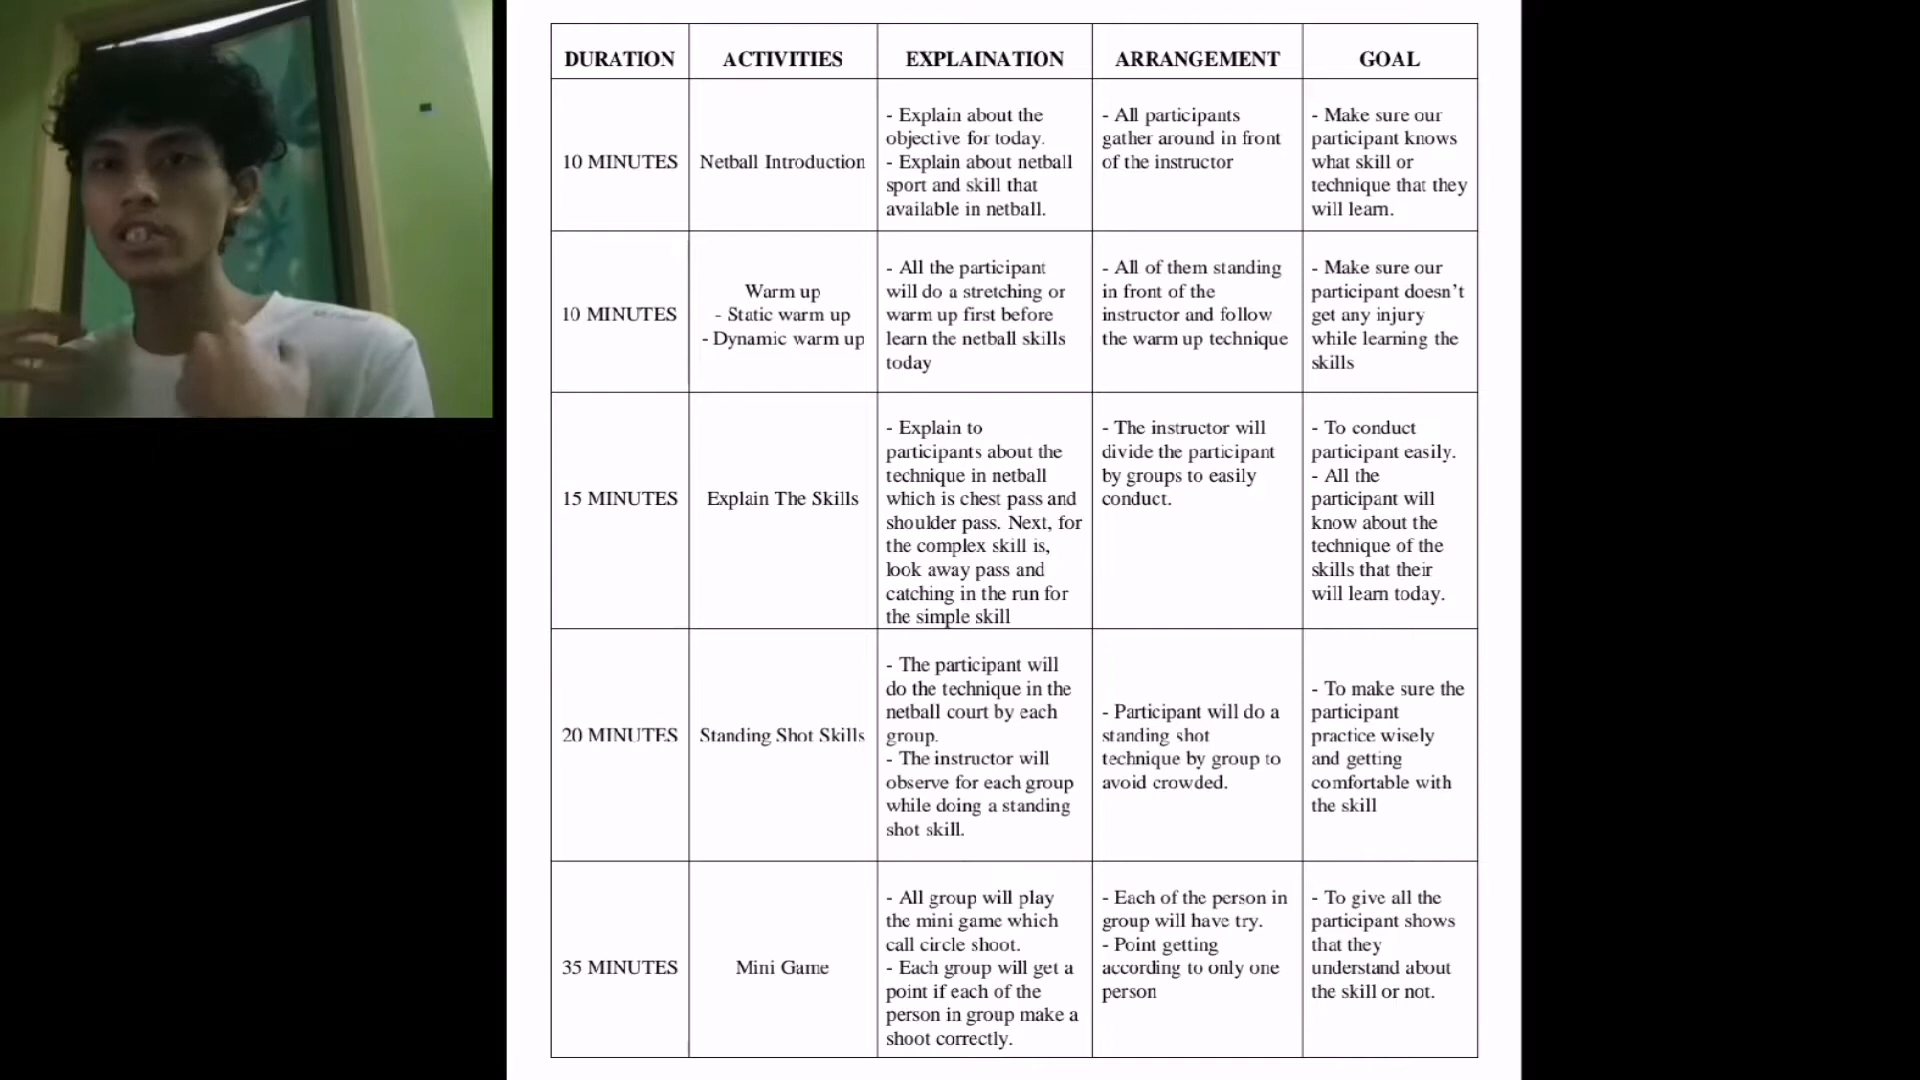 DURATION
ACTIVITIES
EXPLAINATION
ARRANGEMENT
GOAL
10 MINUTES
Netball Introduction
- Explain about the
objective for today.
- Explain about netball
sport and skill that
available in netball.
- All participants
gather around in front
of the instructor
- Make sure our
participant knows
what skill or
technique that they
will learn.
10 MINUTES
Warm up
- Static warm up
- Dynamic warm up
- All the participant
will do a stretching or
warm up first before
learn the netball skills
today
- All of them standing
in front of the
instructor and follow
the warm up technique
- Make sure our
participant doesn't
get any injury
while learning the
skills
15 MINUTES
Explain The Skills
- Explain to
participants about the
technique in netball
which is chest pass and
shoulder pass. Next, for
the complex skill is,
look away pass and
catching in the run for
the simple skill
- The instructor will
divide the participant
by groups to easily
conduct.
- To conduct
participant easily.
- All the
participant will
know about the
technique of the
skills that their
will learn today.
20 MINUTES
Standing Shot Skills
- The participant will
do the technique in the
netball court by each
group.
- The instructor will
observe for each group
while doing a standing
shot skill.
- Participant will do a
standing shot
technique by group to
avoid crowded.
- To make sure the
participant
practice wisely
and getting
comfortable with
the skill
35 MINUTES
Mini Game
- All group will play
the mini game which
call circle shoot.
- Each group will get a
point if each of the
person in group make a
shoot correctly.
- Each of the person in
group will have try.
- Point getting
according to only one
person
- To give all the
participant shows
that they
understand about
the skill or not.